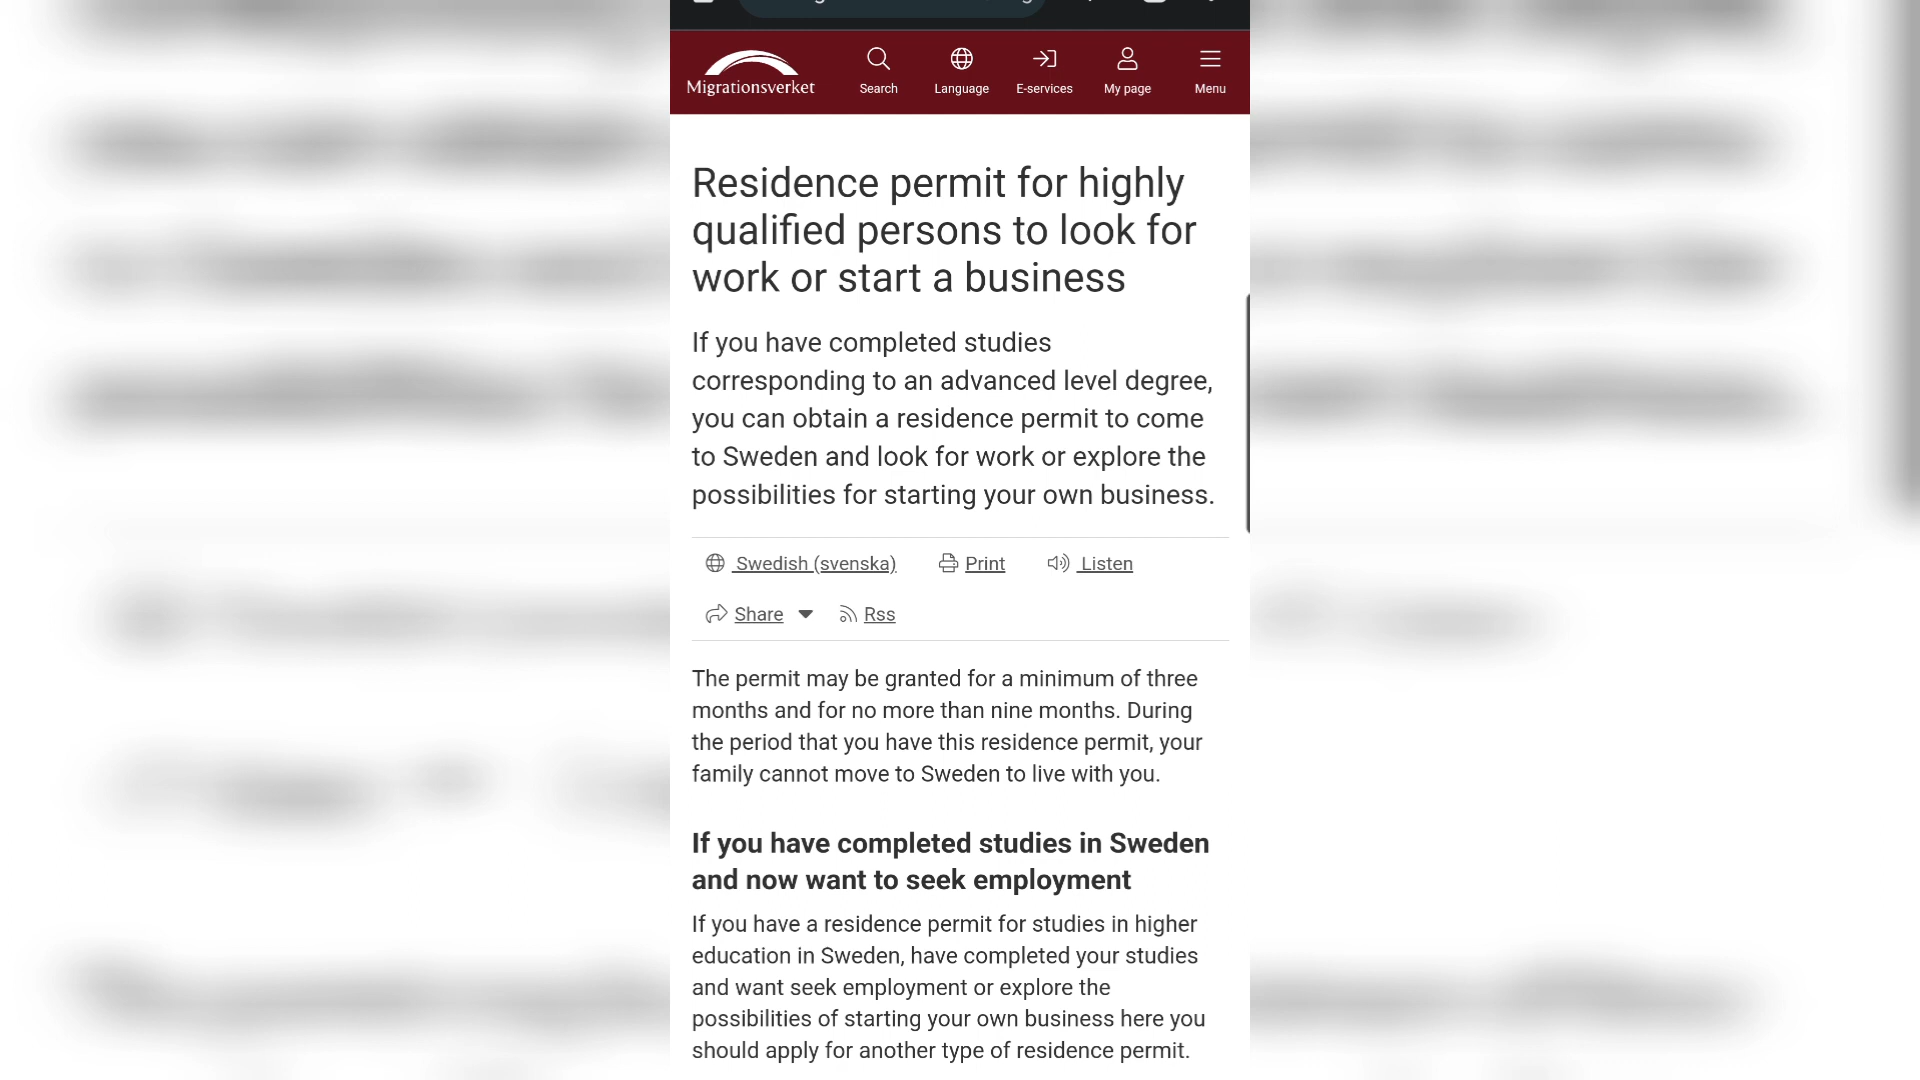 Migrationsverket
Search
Language
E-services
My page
Menu
Residence permit for highly
qualified persons to look for
work or start a business
If you have completed studies
corresponding to an advanced level degree,
you can obtain a residence permit to come
to Sweden and look for work or explore the
possibilities for starting your own business.
Swedish (svenska)
Print
Listen
Share
Rss
The permit may be granted for a minimum of three
months and for no more than nine months. During
the period that you have this residence permit, your
family cannot move to Sweden to live with you.
If you have completed studies in Sweden
and now want to seek employment
If you have a residence permit for studies in higher
education in Sweden, have completed your studies
and want seek employment or explore the
possibilities of starting your own business here you
should apply for another type of residence permit.